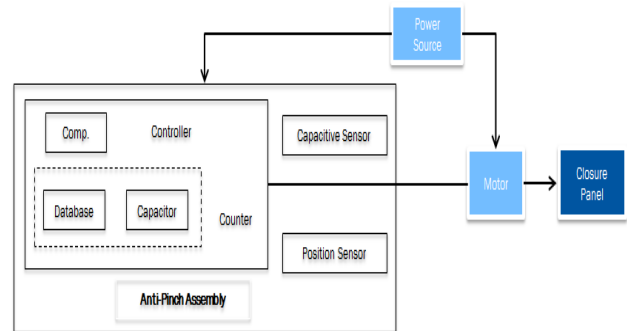 Power
Source
Comp.
Controller
Capacitive Sensor
Database
Capacitor
Counter
Motor
Closure
Panel
Position Sensor
Anti-Pinch Assembly